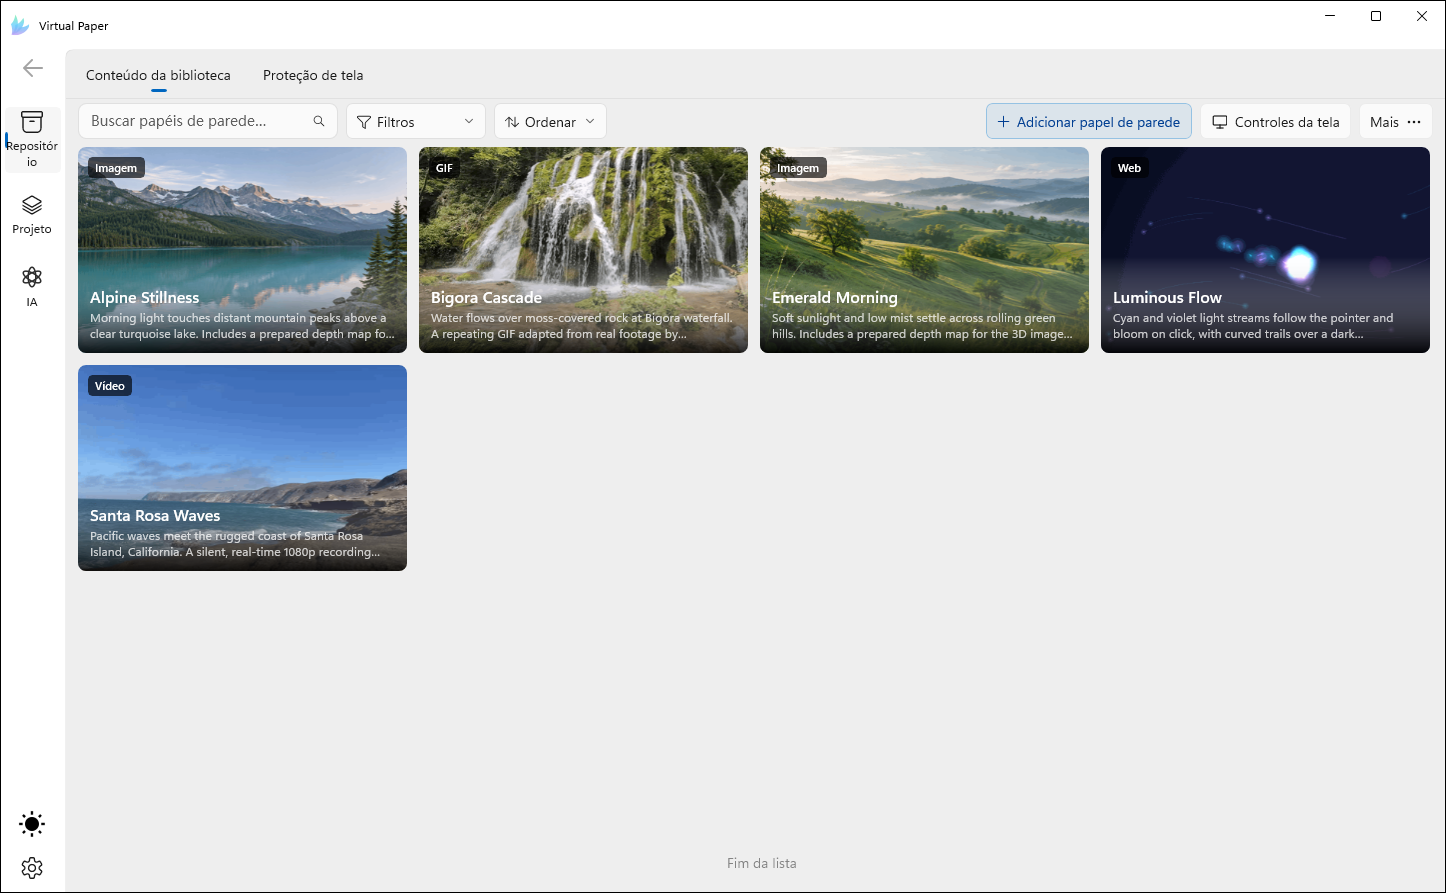 Virtual Paper
Conteúdo da biblioteca
Proteção de tela
Repositór
io
Projeto
IA
Buscar papéis de parede...
Filtros
Ordenar
Adicionar papel de parede
Controles da tela
Mais
Imagem
Alpine Stillness
Morning light touches distant mountain peaks above a
clear turquoise lake. Includes a prepared depth map fo...
GIF
Bigora Cascade
Water flows over moss-covered rock at Bigora waterfall.
A repeating GIF adapted from real footage by...
Imagem
Emerald Morning
Soft sunlight and low mist settle across rolling green
hills. Includes a prepared depth map for the 3D image...
Web
Luminous Flow
Cyan and violet light streams follow the pointer and
bloom on click, with curved trails over a dark...
Vídeo
Santa Rosa Waves
Pacific waves meet the rugged coast of Santa Rosa
Island, California. A silent, real-time 1080p recording...
Fim da lista